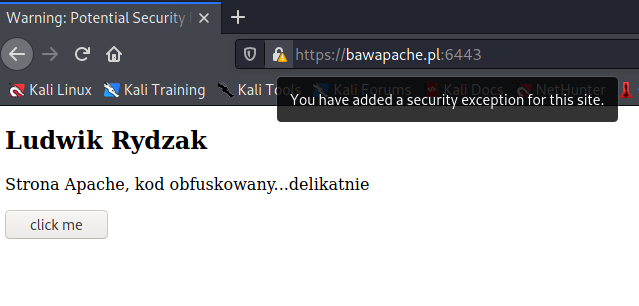 Warning: Potential Security
https://bawapache.pl:6443
Kali Linux Kali Training Kali Tools Kali Forums Kali Docs NetHunter
You have added a security exception for this site.
Ludwik Rydzak
Strona Apache, kod obfuskowany...delikatnie
click me